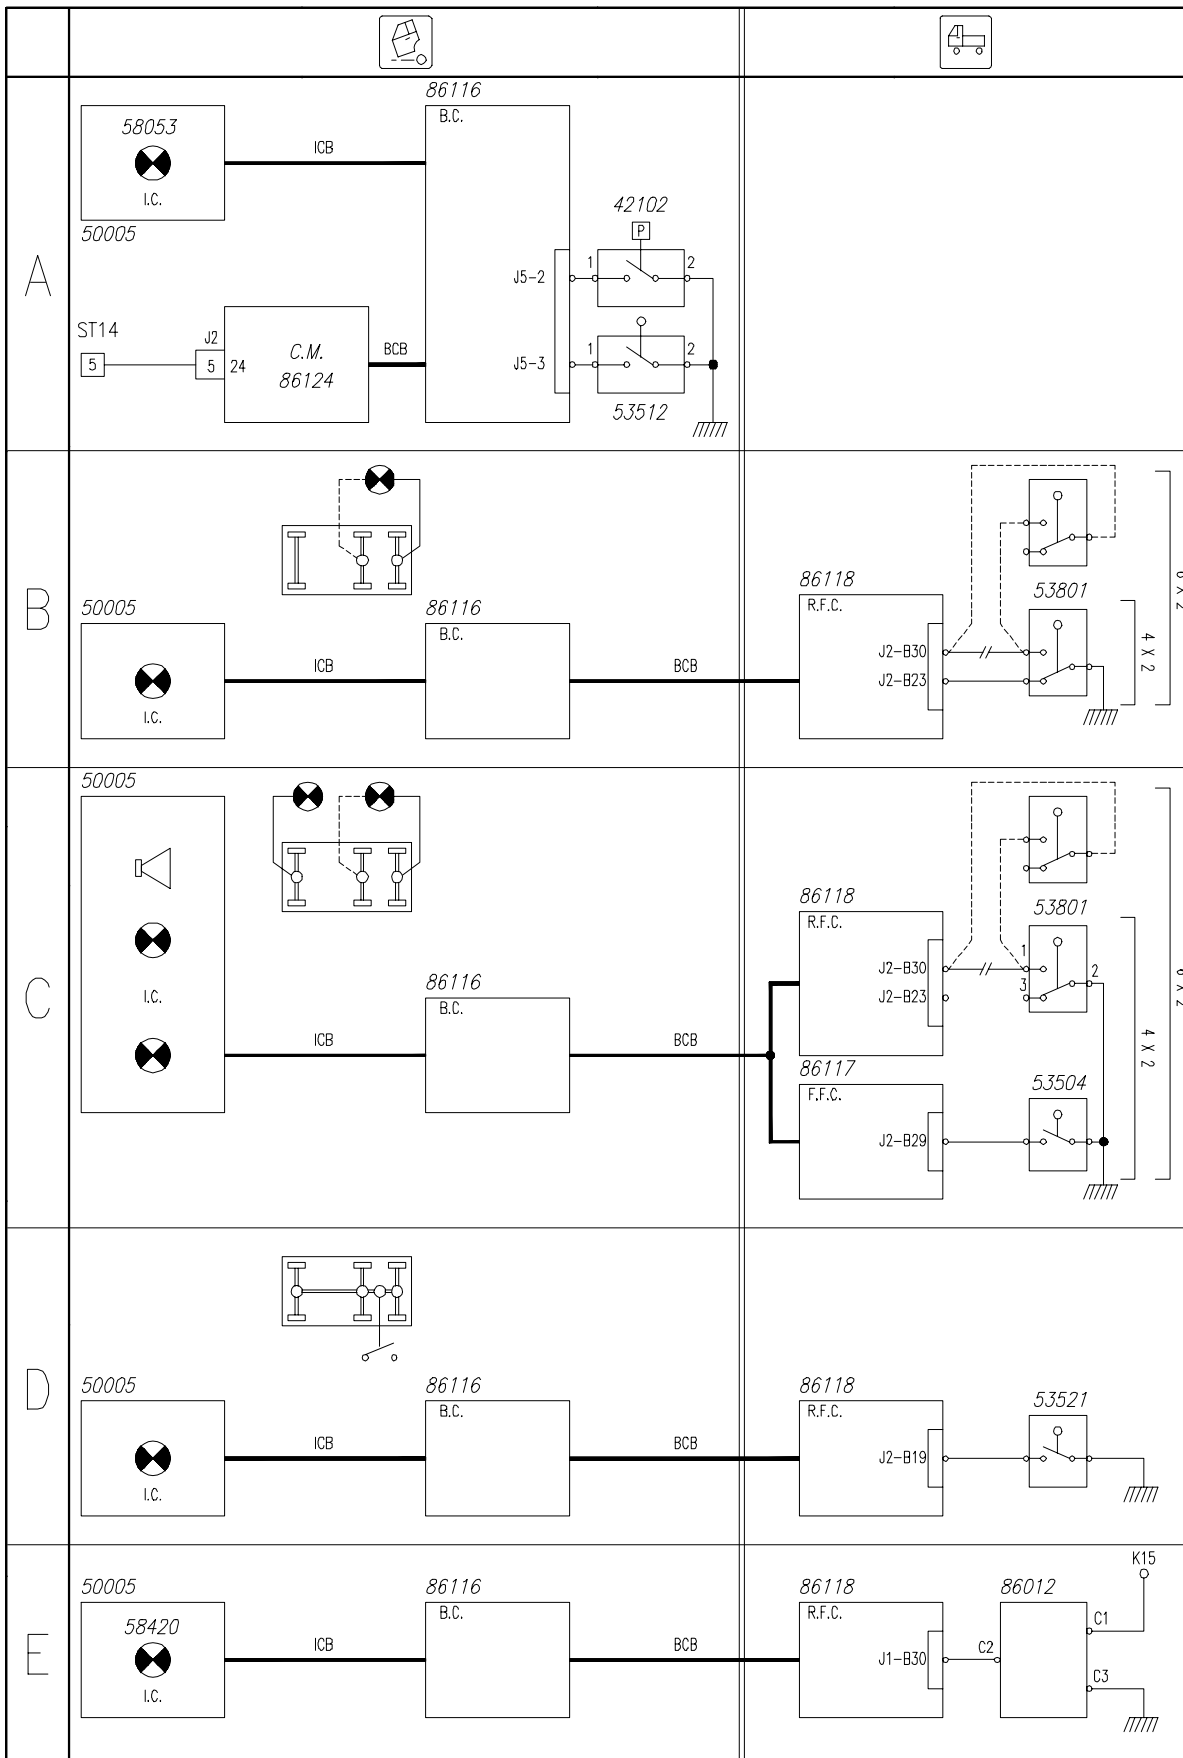 A
58053
I.C.
50005
ICB
86116
B.C.
42102
P
J5-2
1
2
J5-3
1
2
53512
ST14
5
J2
5
24
C.M.
86124
BCB
B
50005
I.C.
ICB
86116
B.C.
BCB
86118
R.F.C.
J2-B30
J2-B23
53801
4 X 2
C
50005
I.C.
ICB
86116
B.C.
BCB
86118
R.F.C.
J2-B30
J2-B23
53801
1
3
2
86117
F.F.C.
J2-B29
53504
4 X 2
D
50005
I.C.
ICB
86116
B.C.
BCB
86118
R.F.C.
J2-B19
53521
E
50005
58420
I.C.
ICB
86116
B.C.
BCB
86118
R.F.C.
J1-B30
86012
C2
C1
C3
K15